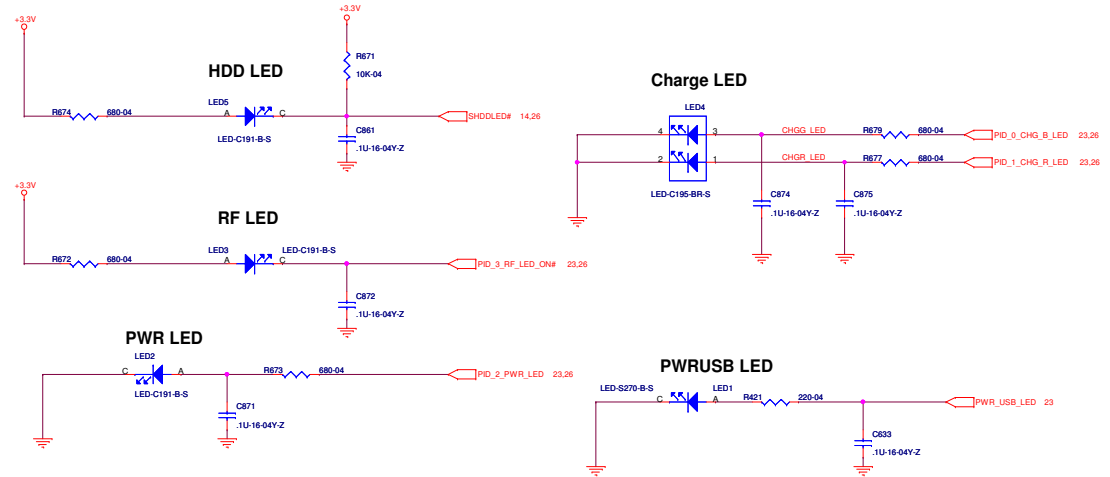 +3.3V
+3.3V
R671
10K-04
HDD LED
R674 680-04
LED5
A C
LED-C191-B-S
SHDDLED# 14,26
C861
.1U-16-04Y-Z
Charge LED
LED4
4 3
CHGG_LED
R679 680-04
PID_0_CHG_B_LED 23,26
2 1
CHGR_LED
R677 680-04
PID_1_CHG_R_LED 23,26
LED-C195-BR-S
C874
.1U-16-04Y-Z
C875
.1U-16-04Y-Z
+3.3V
RF LED
R672 680-04
LED3
LED-C191-B-S
A C
PID_3_RF_LED_ON# 23,26
C872
.1U-16-04Y-Z
PWR LED
LED2
C A
LED-C191-B-S
R673 680-04
PID_2_PWR_LED 23,26
C871
.1U-16-04Y-Z
PWRUSB LED
LED-S270-B-S
LED1
C A
R421 220-04
PWR_USB_LED 23
C633
.1U-16-04Y-Z